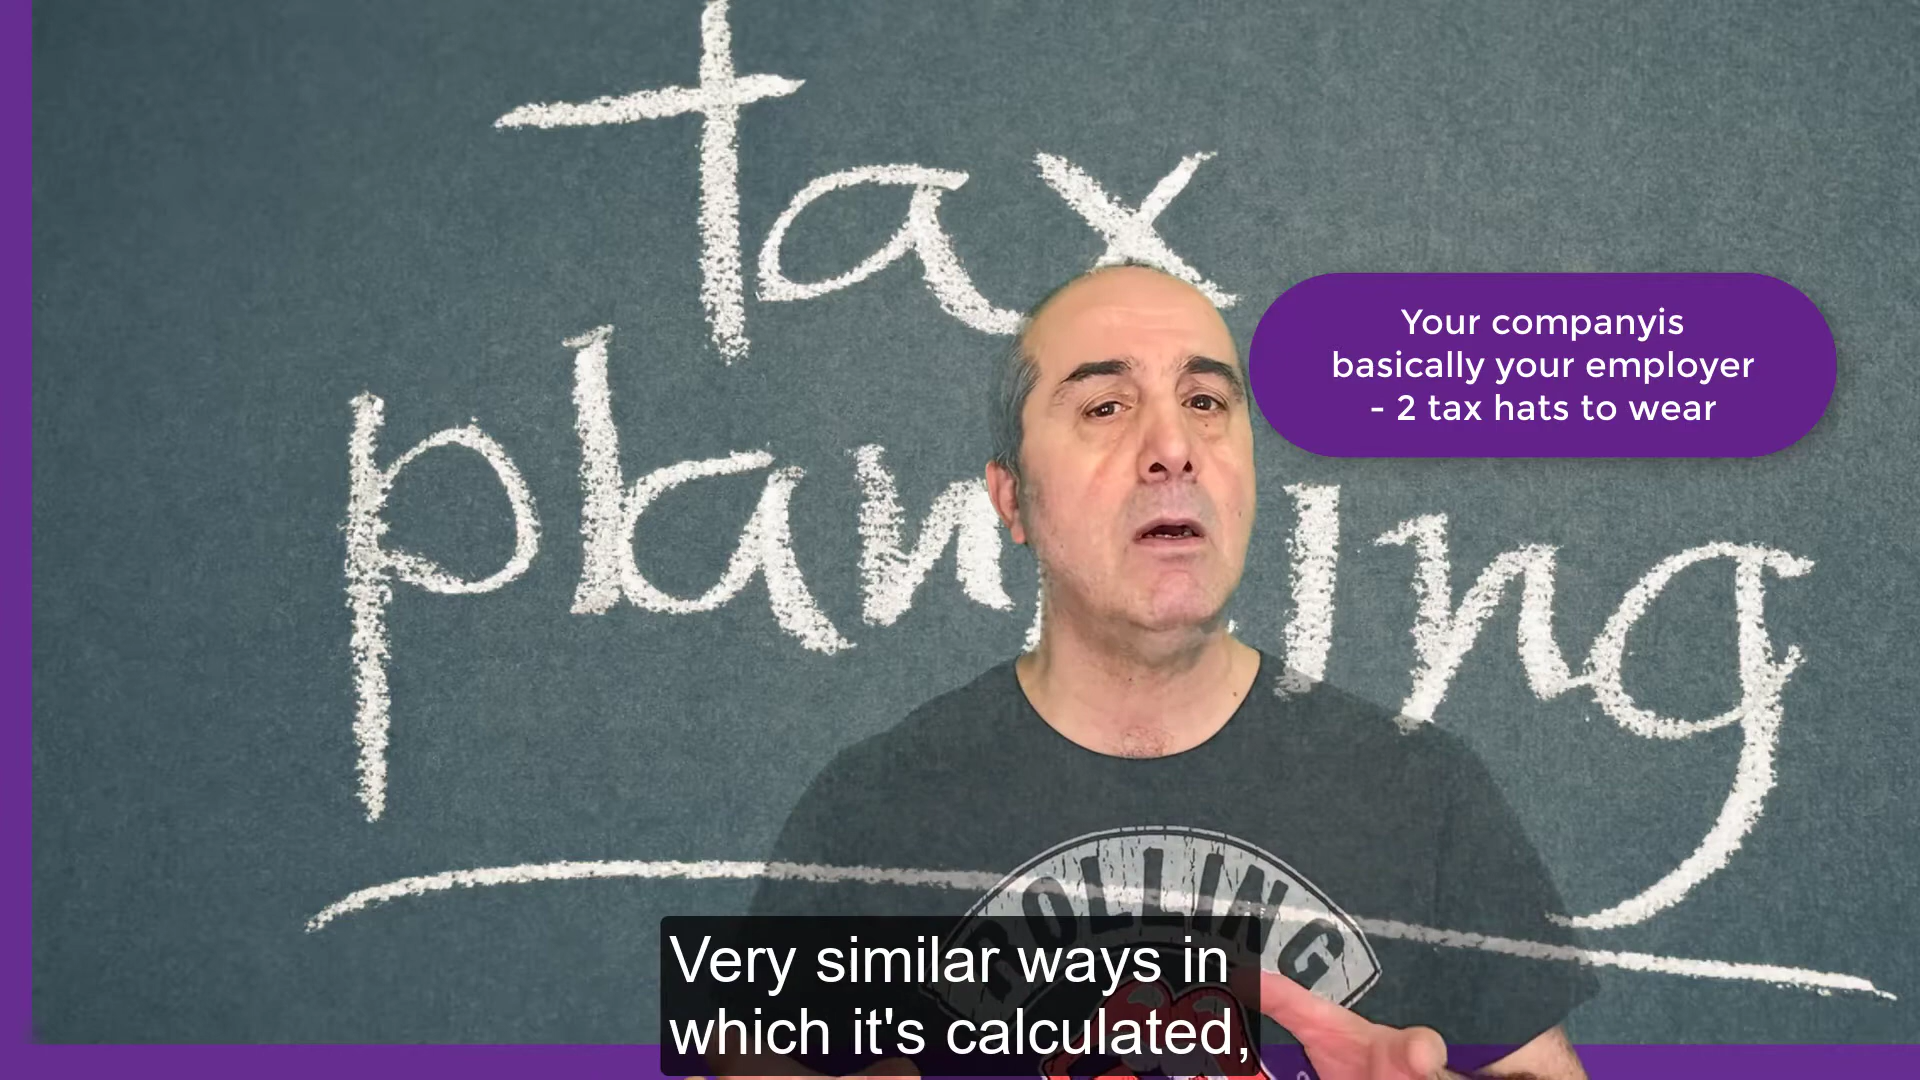 tax
planning
Your companyis
basically your employer
- 2 tax hats to wear
ROLLING
Very similar ways in
which it's calculated,